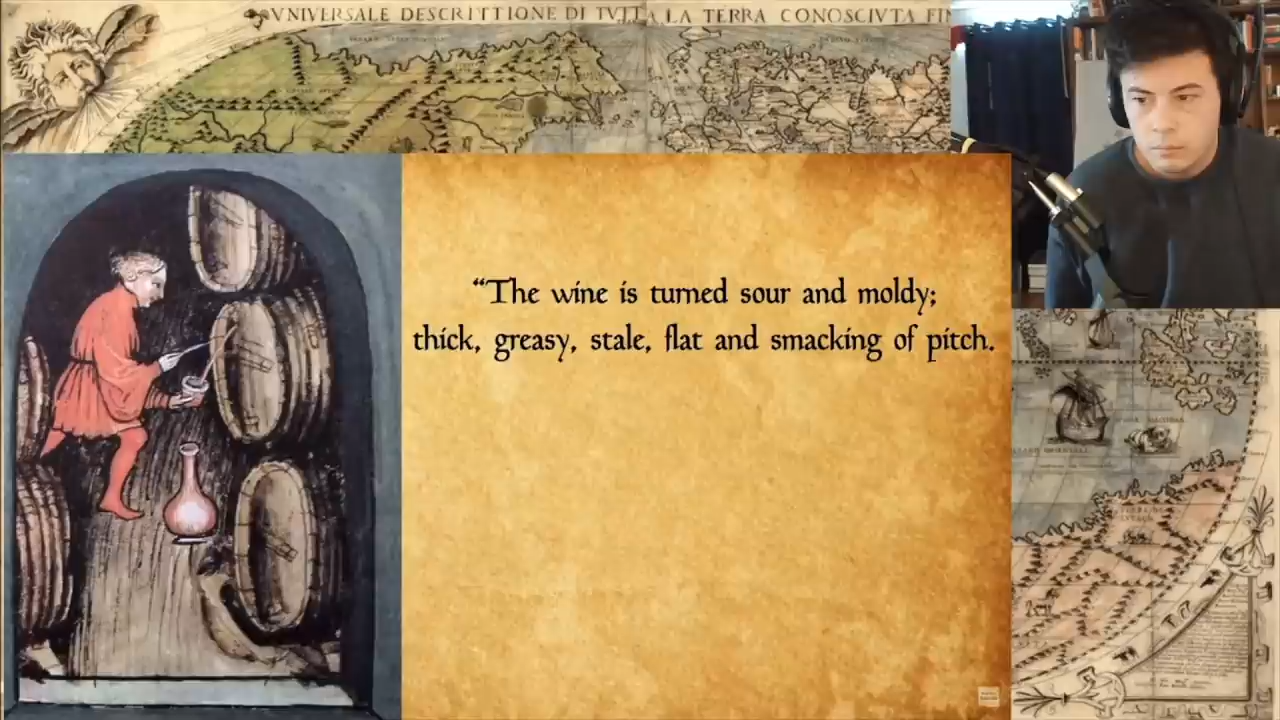 VNIVERSALE DESCRITTIONE DI TVTTA LA TERRA CONOSCIVTA FIN
“The wine is turned sour and moldy;
thick, greasy, stale, flat and smacking of pitch.